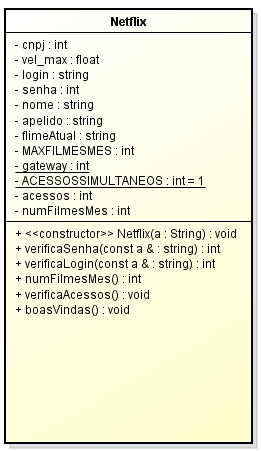 Netflix
- cnpj : int
- vel_max : float
- login : string
- senha : int
- nome : string
- apelido : string
- flimeAtual : string
- MAXFILMESMES : int
- gateway : int
- ACESSOSSIMULTANEOS : int = 1
- acessos : int
- numFilmesMes : int
+ <<constructor>> Netflix(a : String) : void
+ verificaSenha(const a & : string) : int
+ verificaLogin(const a & : string) : int
+ numFilmesMes() : int
+ verificaAcessos() : void
+ boasVindas() : void